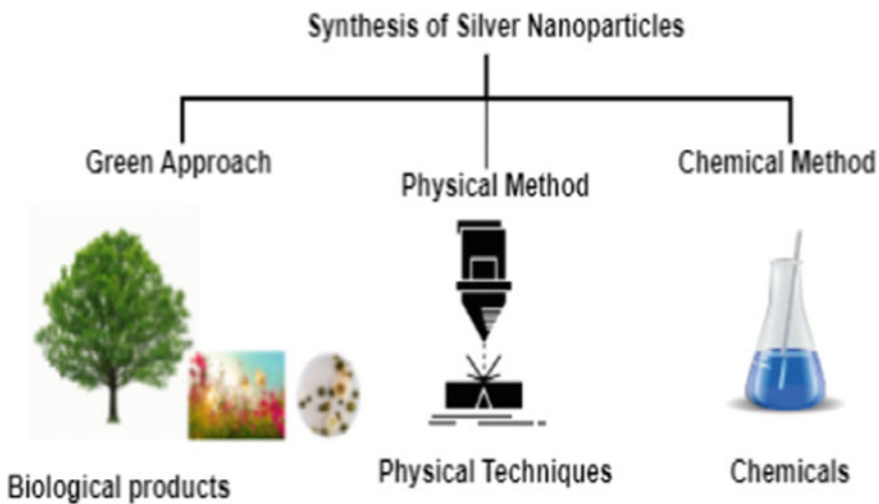 Synthesis of Silver Nanoparticles
Green Approach
Physical Method
Chemical Method
Biological products
Physical Techniques
Chemicals